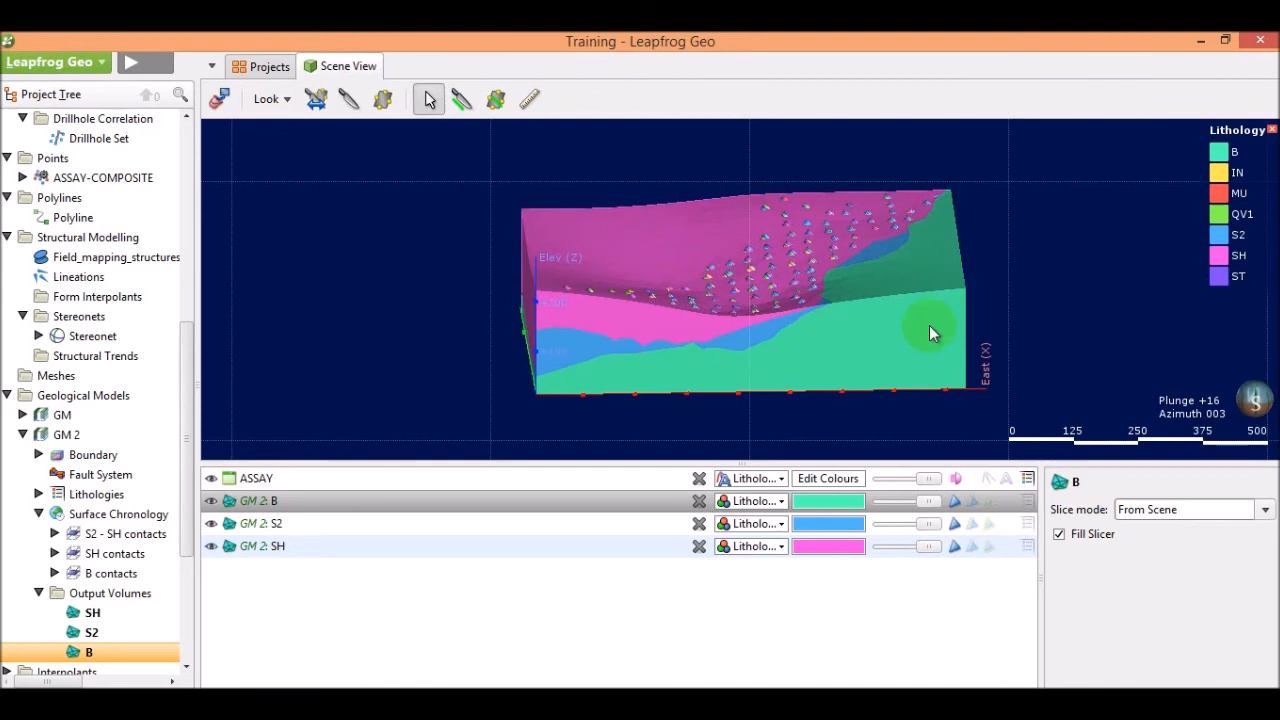 Training - Leapfrog Geo
Leapfrog Geo
Projects
Scene View
Project Tree
0
Look
Drillhole Correlation
Drillhole Set
Points
ASSAY-COMPOSITE
Polylines
Polyline
Structural Modelling
Field_mapping_structures
Lineations
Form Interpolants
Stereonets
Stereonet
Structural Trends
Meshes
Geological Models
GM
GM 2
Boundary
Fault System
Lithologies
Surface Chronology
S2 - SH contacts
SH contacts
B contacts
Output Volumes
SH
S2
B
Interpolants
Elev (Z)
East (X)
Lithology
B
IN
MU
QV1
S2
SH
ST
Plunge +16
Azimuth 003
0 125 250 375 500
ASSAY Litholo... Edit Colours
GM 2: B Litholo...
GM 2: S2 Litholo...
GM 2: SH Litholo...
B
Slice mode: From Scene
Fill Slicer